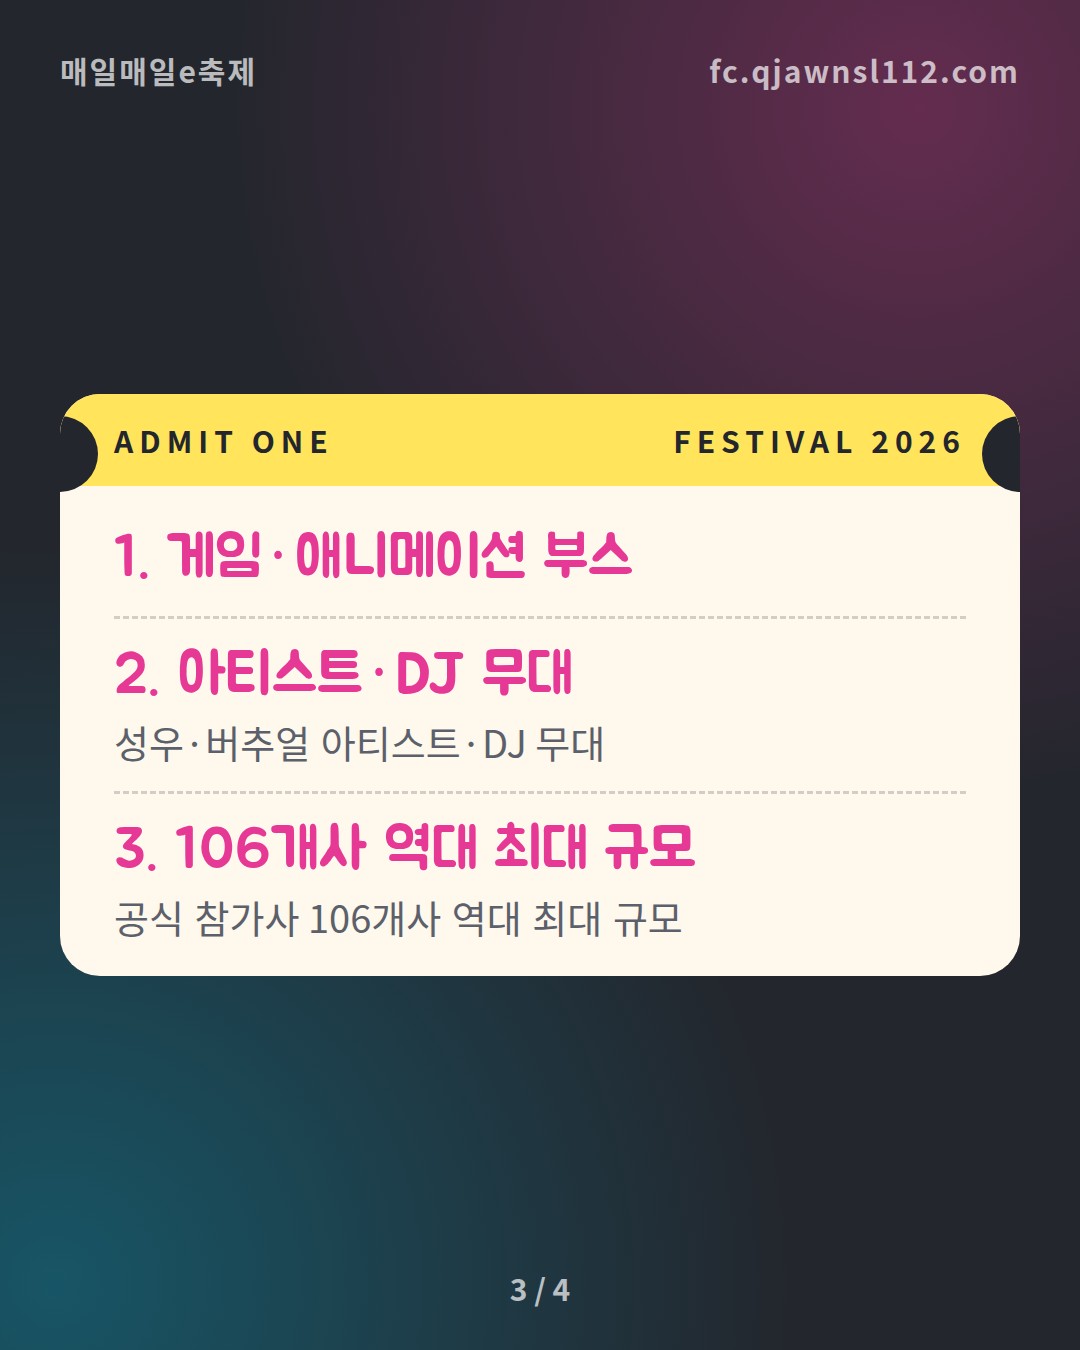 매일매일e축제
fc.qjawnsl112.com
ADMIT ONE
FESTIVAL 2026
1. 게임·애니메이션 부스
2. 아티스트·DJ 무대
성우·버추얼 아티스트·DJ 무대
3. 106개사 역대 최대 규모
공식 참가사 106개사 역대 최대 규모
3 / 4